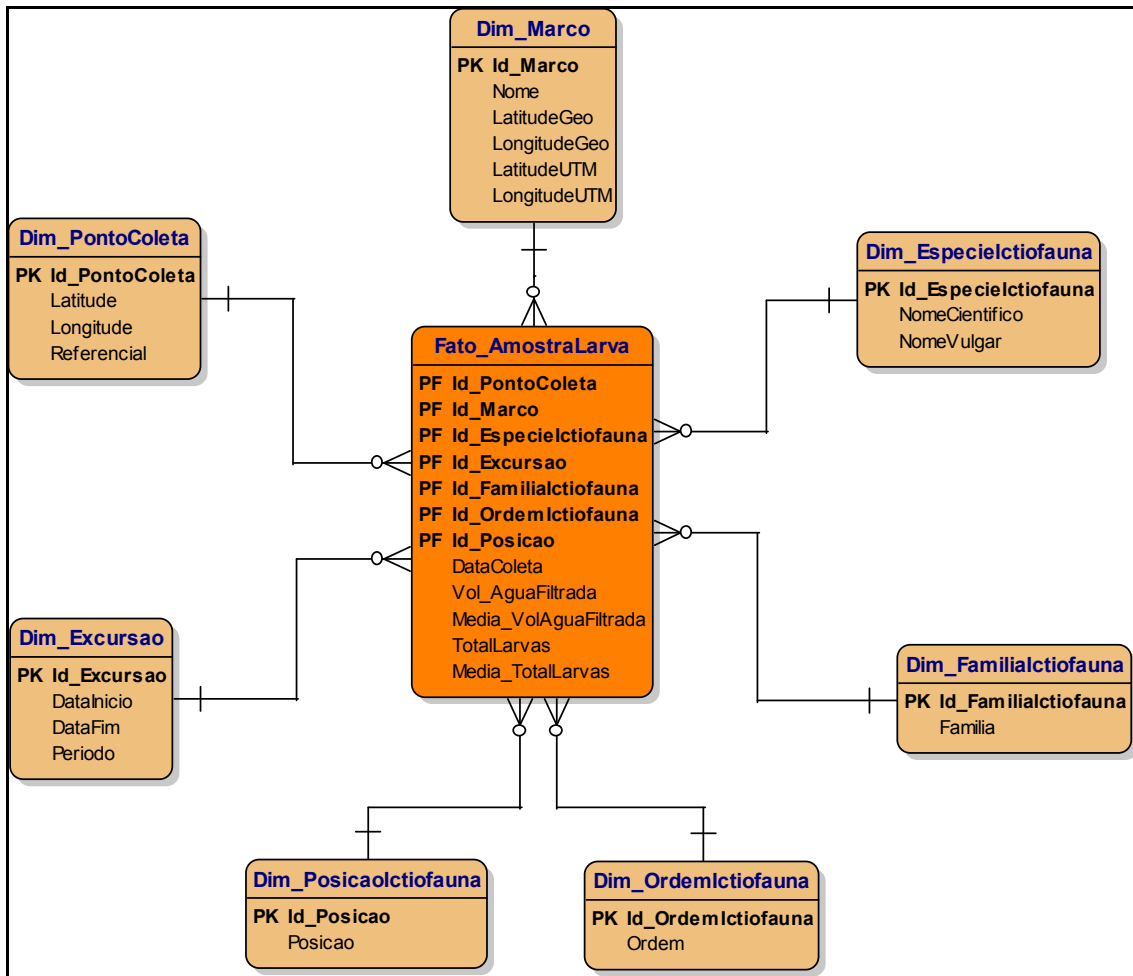 Dim_Marco
PK Id_Marco
Nome
LatitudeGeo
LongitudeGeo
LatitudeUTM
LongitudeUTM
Dim_PontoColeta
PK Id_PontoColeta
Latitude
Longitude
Referencial
Dim_EspecieIctiofauna
PK Id_EspecieIctiofauna
NomeCientifico
NomeVulgar
Fato_AmostraLarva
PF Id_PontoColeta
PF Id_Marco
PF Id_EspecieIctiofauna
PF Id_Excursao
PF Id_FamiliaIctiofauna
PF Id_OrdemIctiofauna
PF Id_Posicao
DataColeta
Vol_AguaFiltrada
Media_VolAguaFiltrada
TotalLarvas
Media_TotalLarvas
Dim_Excursao
PK Id_Excursao
DataInicio
DataFim
Periodo
Dim_FamiliaIctiofauna
PK Id_FamiliaIctiofauna
Familia
Dim_PosicaoIctiofauna
PK Id_Posicao
Posicao
Dim_OrdemIctiofauna
PK Id_OrdemIctiofauna
Ordem